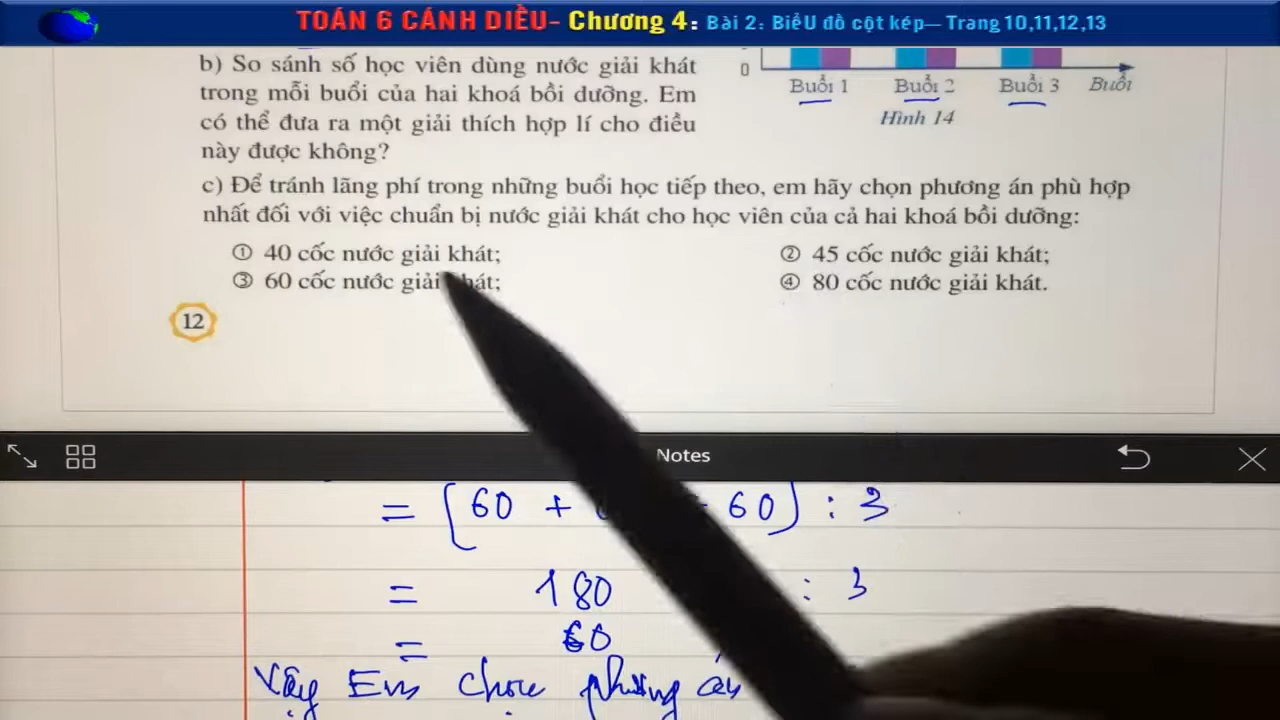 TOÁN 6 CÁNH DIỀU- Chương 4: Bài 2: BiểU đồ cột kép— Trang 10,11,12,13
b) So sánh số học viên dùng nước giải khát
trong mỗi buổi của hai khoá bồi dưỡng. Em
có thể đưa ra một giải thích hợp lí cho điều
này được không?
0
Buổi 1 Buổi 2 Buổi 3 Buổi
Hình 14
c) Để tránh lãng phí trong những buổi học tiếp theo, em hãy chọn phương án phù hợp
nhất đối với việc chuẩn bị nước giải khát cho học viên của cả hai khoá bồi dưỡng:
① 40 cốc nước giải khát; ② 45 cốc nước giải khát;
③ 60 cốc nước giải khát; ④ 80 cốc nước giải khát.
12
Notes
= (60 + 60) : 3
= 180 : 3
= 60
Vậy Em chọn phương án